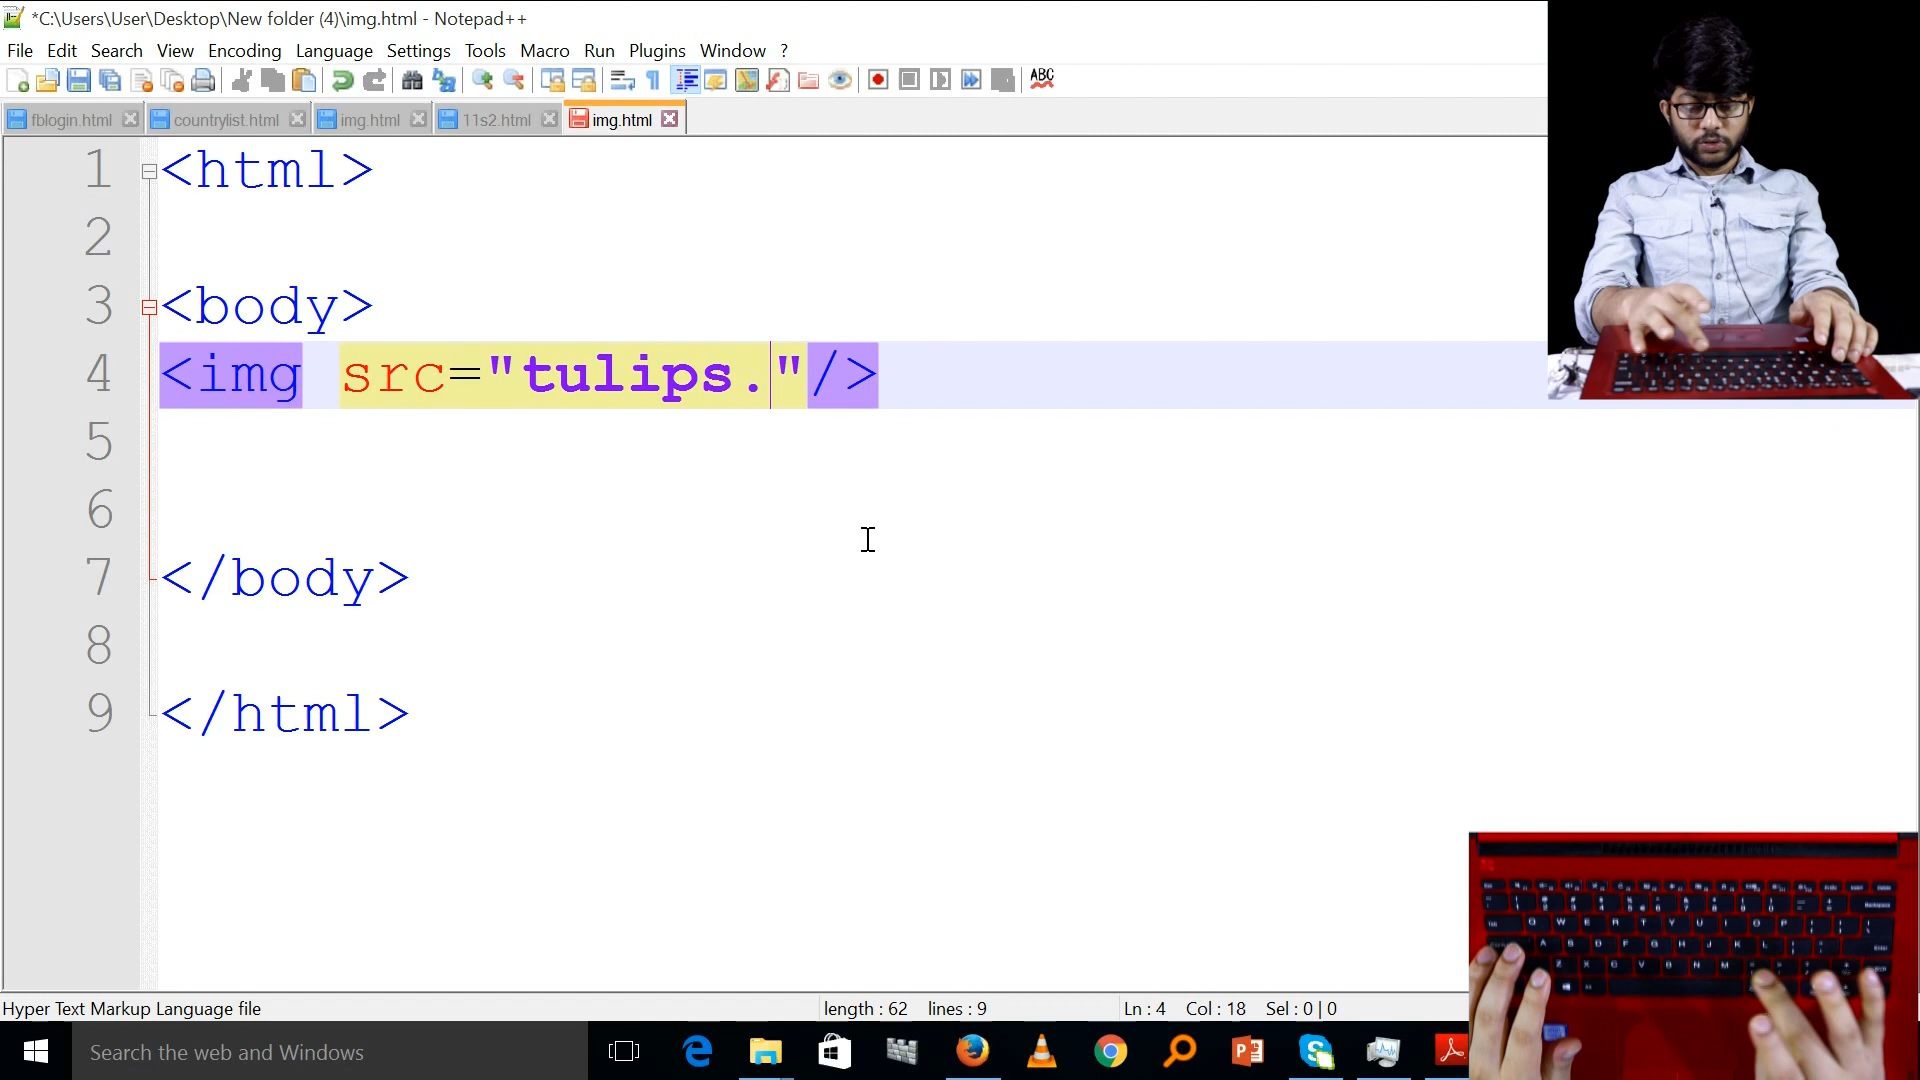 *C:\Users\User\Desktop\New folder (4)\img.html - Notepad++
File Edit Search View Encoding Language Settings Tools Macro Run Plugins Window ?
ABC
fblogin.html countrylist.html img.html 11s2.html img.html
1 <html>
2
3 <body>
4 <img src="tulips."/>
5
6
7 </body>
8
9 </html>
Hyper Text Markup Language file length : 62 lines : 9 Ln : 4 Col : 18 Sel : 0 | 0
Search the web and Windows